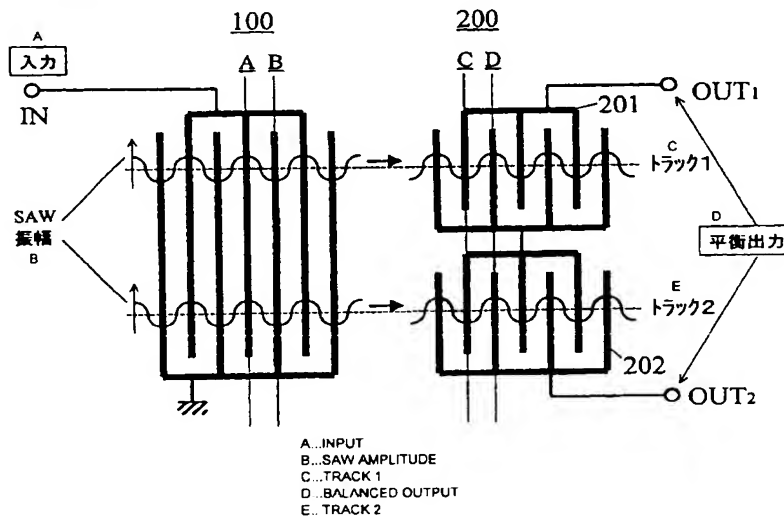 100
200
A
入力
IN
A B
C D
201
OUT₁
C
トラック1
SAW
振幅
B
D
平衡出力
E
トラック2
202
OUT₂
A...INPUT
B...SAW AMPLITUDE
C...TRACK 1
D...BALANCED OUTPUT
E... TRACK 2